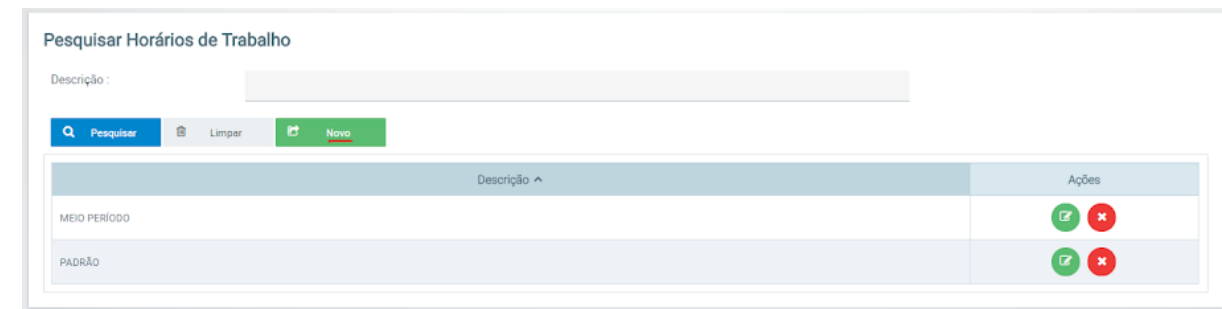 Pesquisar Horários de Trabalho
Descrição :
Pesquisar Limpar Novo
Descrição Ações
MEIO PERÍODO
PADRÃO